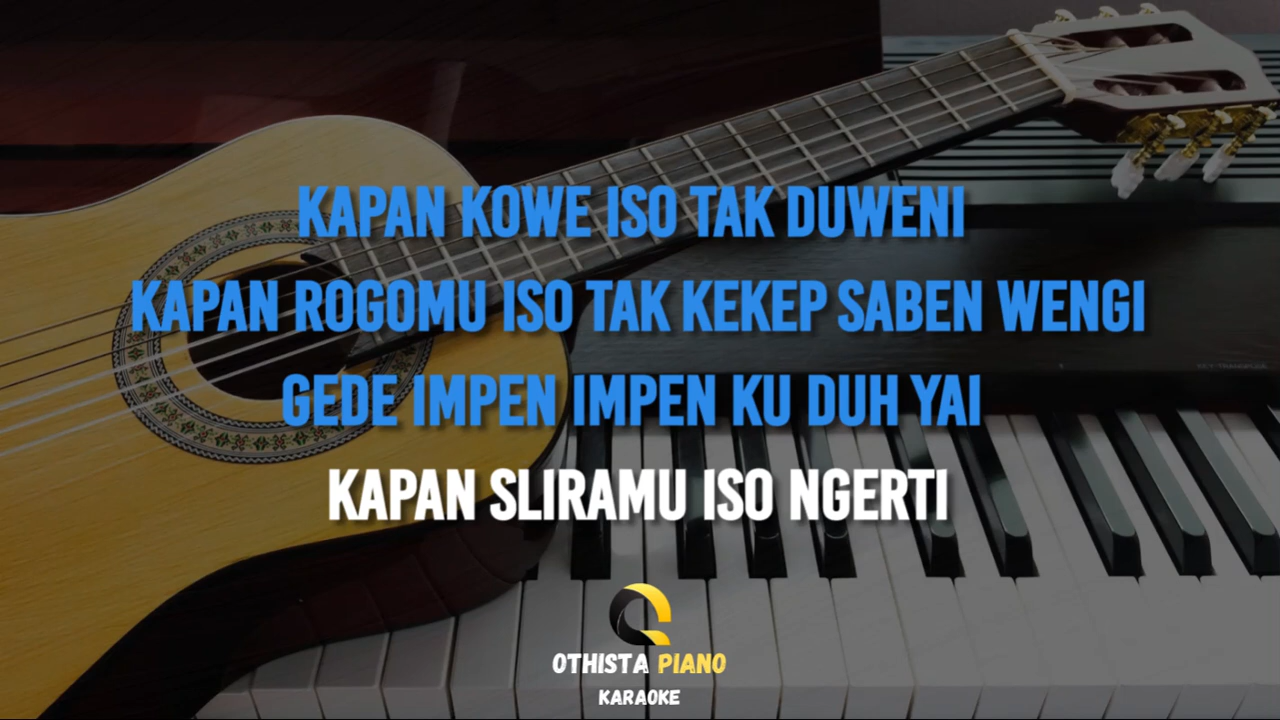 KAPAN KOWE ISO TAK DUWENI
KAPAN ROGOMU ISO TAK KEKEP SABEN WENGI
GEDE IMPEN IMPEN KU DUH YAI
KAPAN SLIRAMU ISO NGERTI
OTHISTA PIANO
KARAOKE